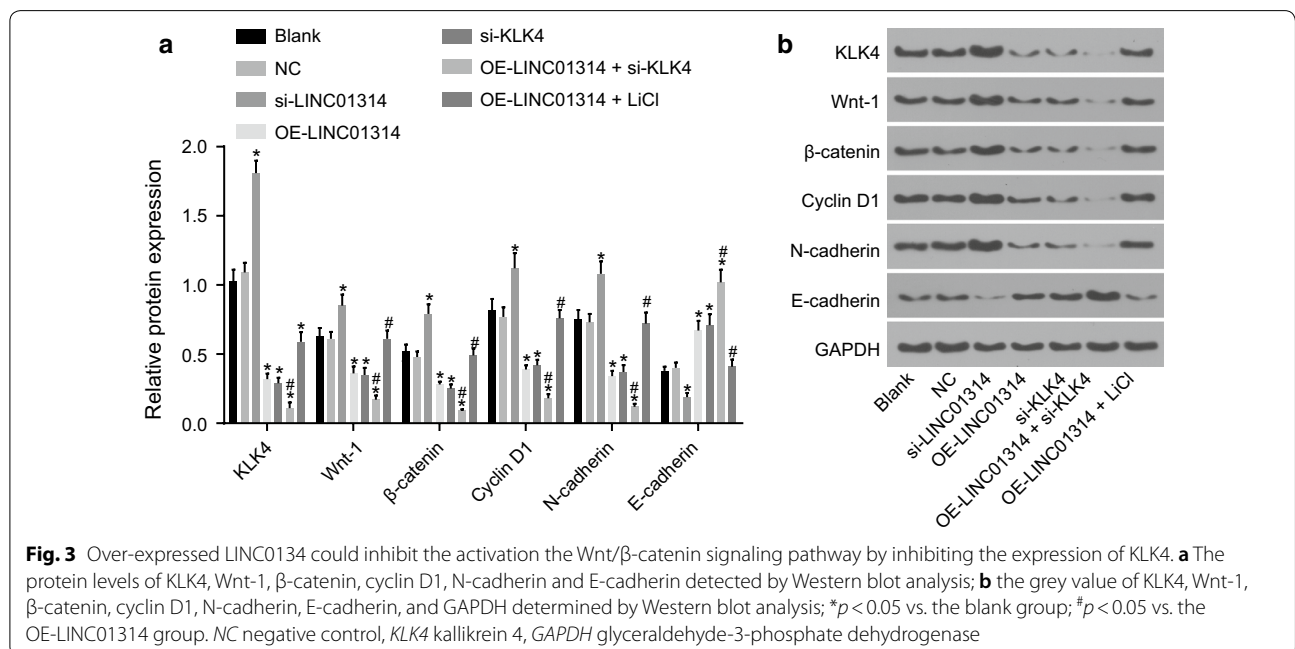 a
Blank
NC
si-LINC01314
OE-LINC01314
si-KLK4
OE-LINC01314 + si-KLK4
OE-LINC01314 + LiCl
Relative protein expression
2.0
1.5
1.0
0.5
0.0
*
* * # * *
*
* * # * #
*
* * # * #
*
* * # * #
*
* * # * #
*
* * # * #
KLK4
Wnt-1
β-catenin
Cyclin D1
N-cadherin
E-cadherin
b
KLK4
Wnt-1
β-catenin
Cyclin D1
N-cadherin
E-cadherin
GAPDH
Blank
NC
si-LINC01314
OE-LINC01314
si-KLK4
OE-LINC01314 + si-KLK4
OE-LINC01314 + LiCl
Fig. 3 Over-expressed LINC0134 could inhibit the activation the Wnt/β-catenin signaling pathway by inhibiting the expression of KLK4. a The
protein levels of KLK4, Wnt-1, β-catenin, cyclin D1, N-cadherin and E-cadherin detected by Western blot analysis; b the grey value of KLK4, Wnt-1,
β-catenin, cyclin D1, N-cadherin, E-cadherin, and GAPDH determined by Western blot analysis; *p < 0.05 vs. the blank group; #p < 0.05 vs. the
OE-LINC01314 group. NC negative control, KLK4 kallikrein 4, GAPDH glyceraldehyde-3-phosphate dehydrogenase